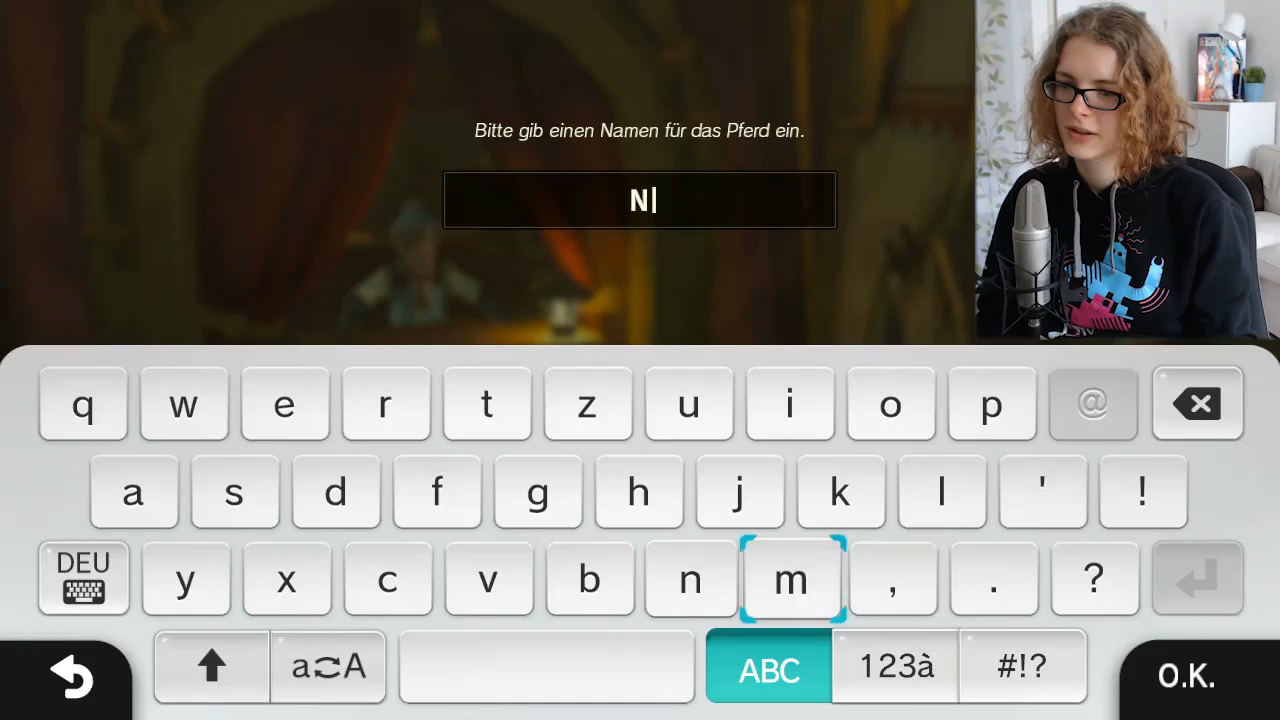 Bitte gib einen Namen für das Pferd ein.
N
q w e r t z u i o p @
a s d f g h j k l ' !
DEU y x c v b n m , . ?
a A ABC 123à #!? O.K.